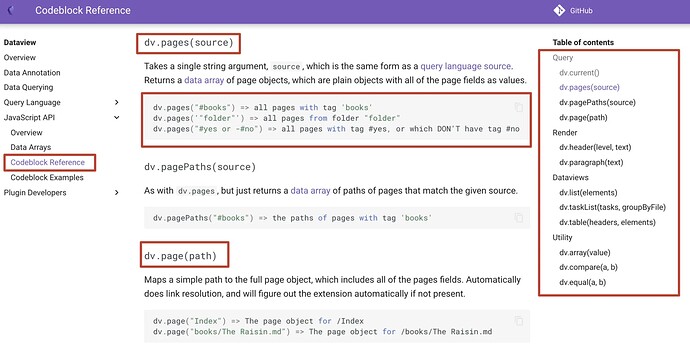 Codeblock Reference
GitHub
Dataview
Overview
Data Annotation
Data Querying
Query Language
JavaScript API
Overview
Data Arrays
Codeblock Reference
Codeblock Examples
Plugin Developers
dv.pages(source)
Takes a single string argument, source, which is the same form as a query language source.
Returns a data array of page objects, which are plain objects with all of the page fields as values.
dv.pages("#books") => all pages with tag 'books'
dv.pages('"folder"') => all pages from folder "folder"
dv.pages("#yes or -#no") => all pages with tag #yes, or which DON'T have tag #no
dv.pagePaths(source)
As with dv.pages, but just returns a data array of paths of pages that match the given source.
dv.pagePaths("#books") => the paths of pages with tag 'books'
dv.page(path)
Maps a simple path to the full page object, which includes all of the pages fields. Automatically
does link resolution, and will figure out the extension automatically if not present.
dv.page("Index") => The page object for /Index
dv.page("books/The Raisin.md") => The page object for /books/The Raisin.md
Table of contents
Query
dv.current()
dv.pages(source)
dv.pagePaths(source)
dv.page(path)
Render
dv.header(level, text)
dv.paragraph(text)
Dataviews
dv.list(elements)
dv.taskList(tasks, groupByFile)
dv.table(headers, elements)
Utility
dv.array(value)
dv.compare(a, b)
dv.equal(a, b)